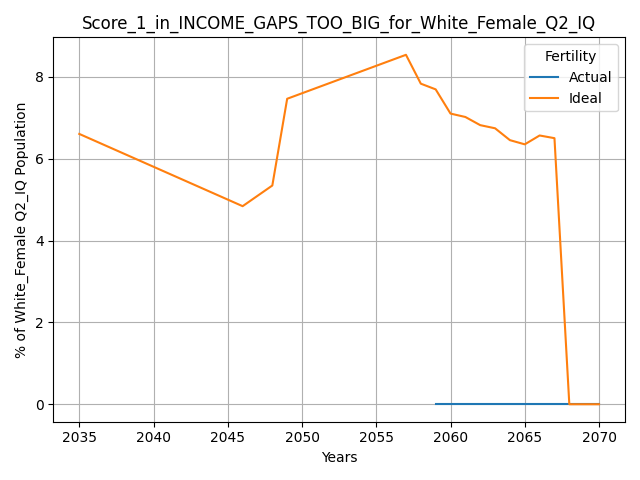 Score_1_in_INCOME_GAPS_TOO_BIG_for_White_Female_Q2_IQ
Fertility
Actual
Ideal
% of White_Female Q2_IQ Population
8
6
4
2
0
2035 2040 2045 2050 2055 2060 2065 2070
Years